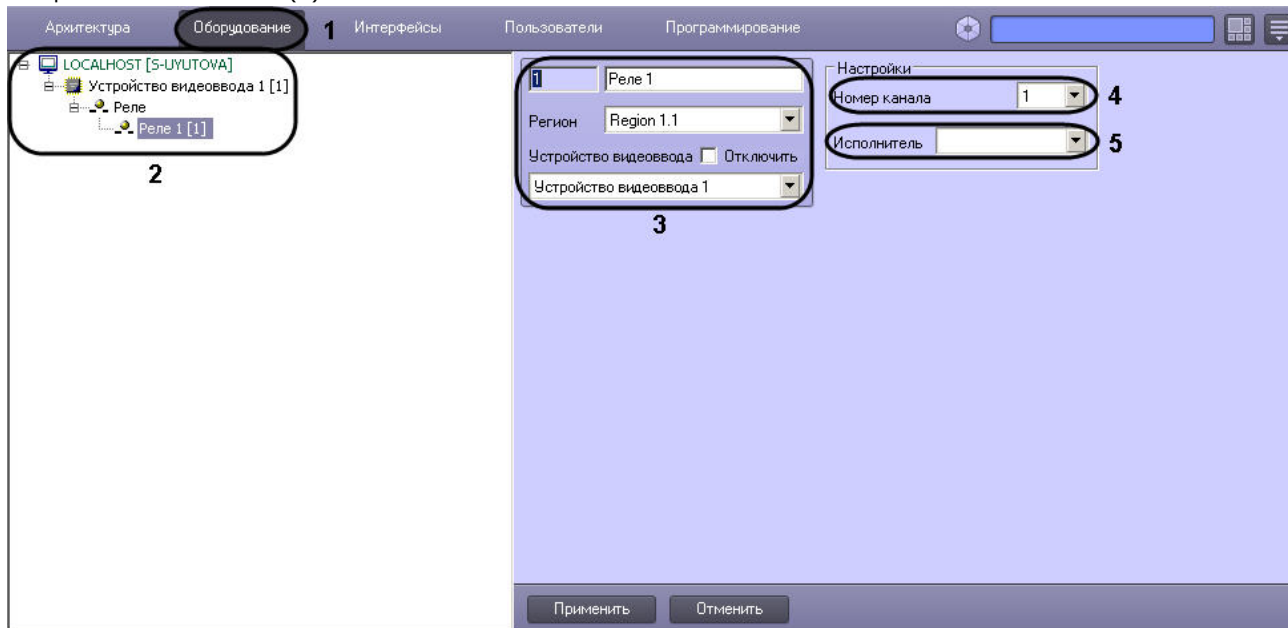 Архитектура Оборудование 1 Интерфейсы Пользователи Программирование
LOCALHOST [S-UYUTOVA]
Устройство видеоввода 1 [1]
Реле
Реле 1 [1]
2
1 Реле 1
Регион Region 1.1
Устройство видеоввода Отключить
Устройство видеоввода 1
3
Настройки
Номер канала 1 4
Исполнитель 5
Применить Отменить